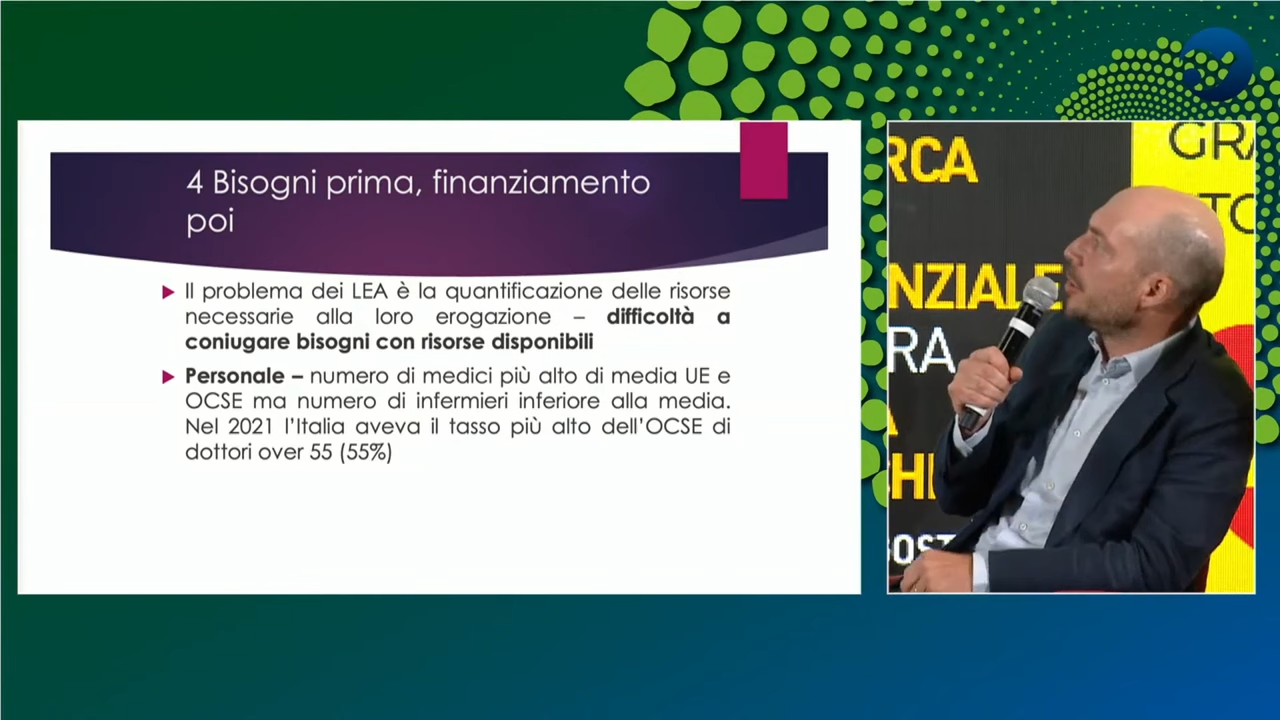 4 Bisogni prima, finanziamento
poi
Il problema dei LEA è la quantificazione delle risorse
necessarie alla loro erogazione – difficoltà a
coniugare bisogni con risorse disponibili
Personale – numero di medici più alto di media UE e
OCSE ma numero di infermieri inferiore alla media.
Nel 2021 l'Italia aveva il tasso più alto dell'OCSE di
dottori over 55 (55%)
RCA
GRA
TO
NZIALE
RA
A
CHI
OST